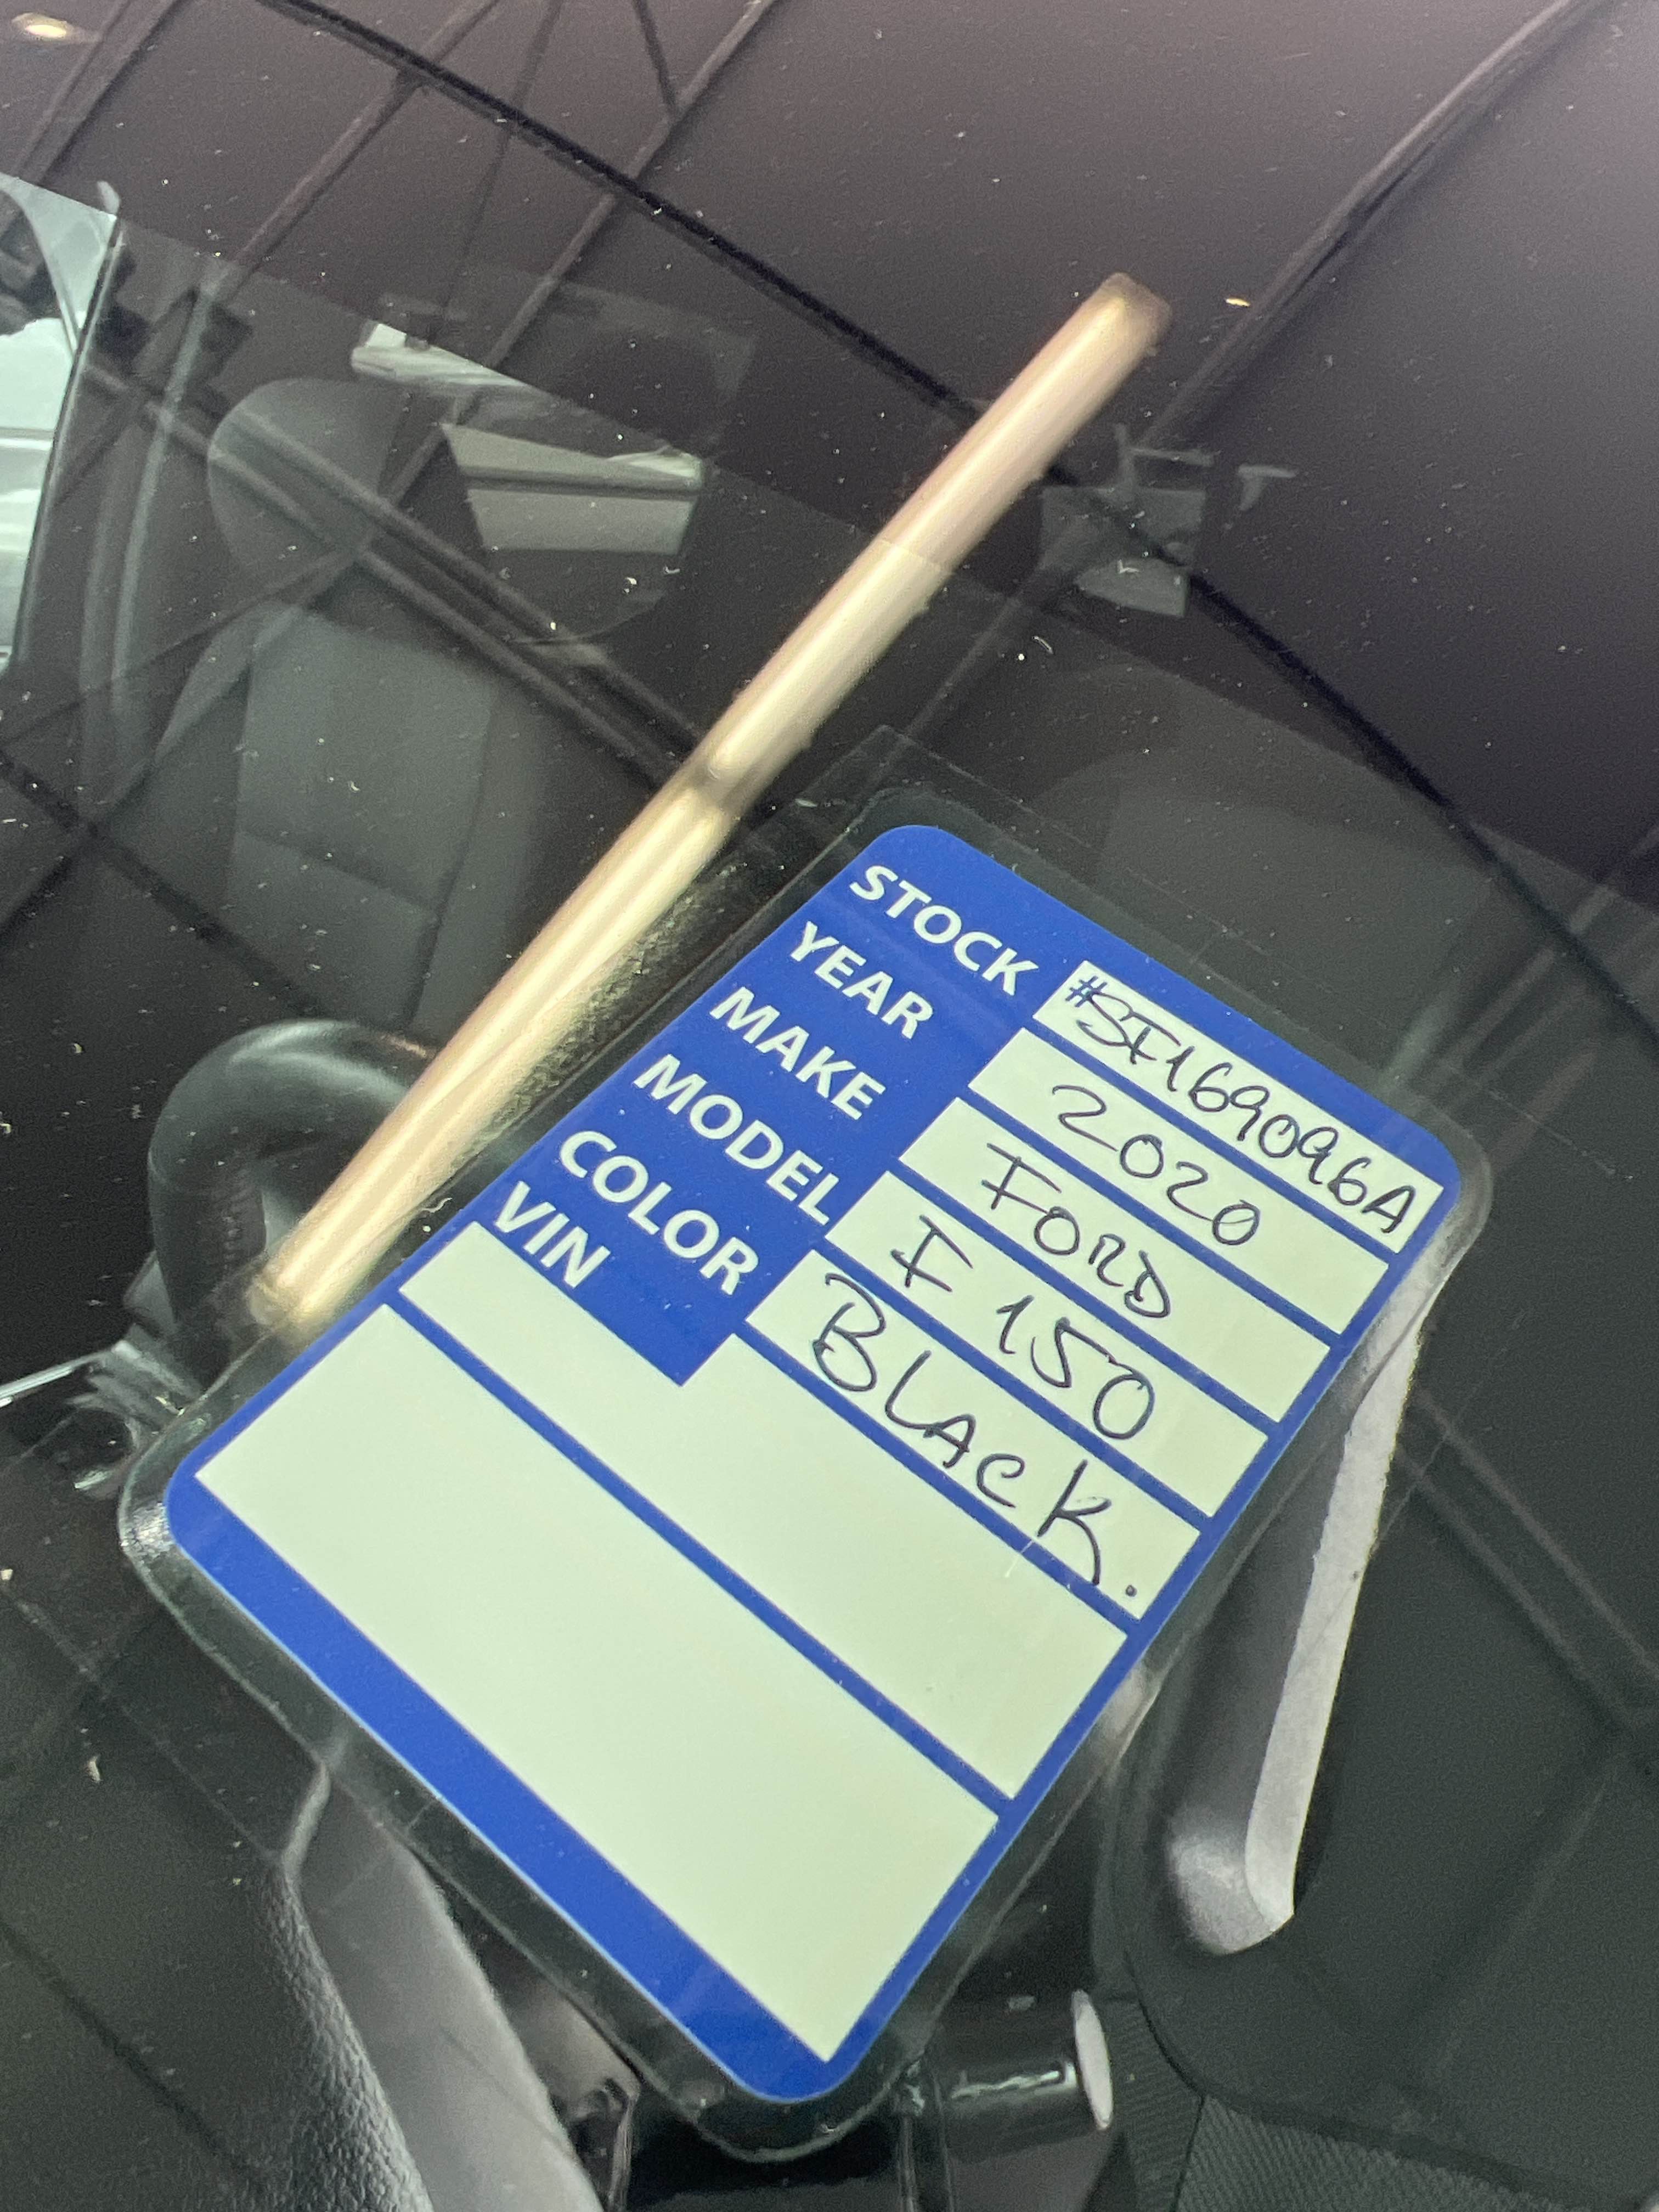 STOCK #SF169096A
YEAR 2020
MAKE FORD
MODEL F 150
COLOR BLACK.
VIN